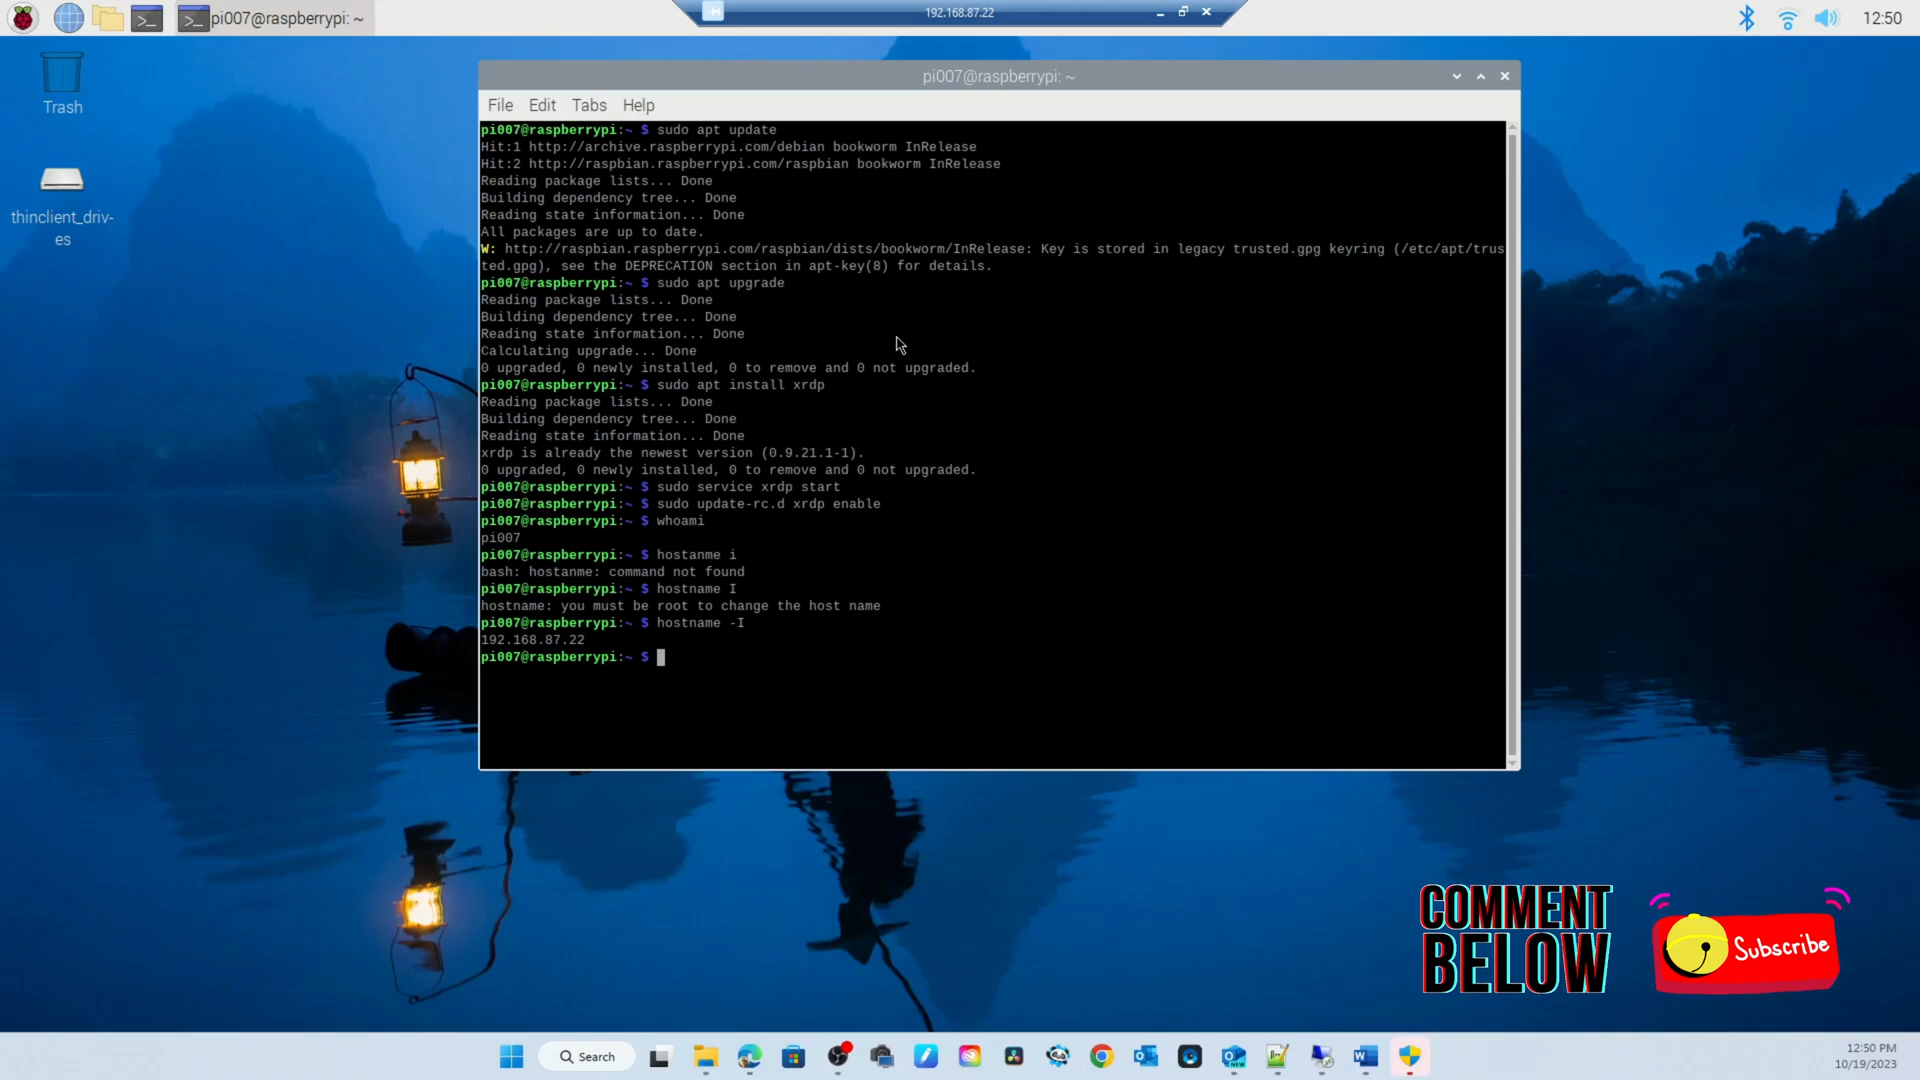 pi007@raspberrypi: ~
192.168.87.22
12:50
Trash
thinclient_driv-
es
pi007@raspberrypi: ~
File Edit Tabs Help
pi007@raspberrypi:~ $ sudo apt update
Hit:1 http://archive.raspberrypi.com/debian bookworm InRelease
Hit:2 http://raspbian.raspberrypi.com/raspbian bookworm InRelease
Reading package lists... Done
Building dependency tree... Done
Reading state information... Done
All packages are up to date.
W: http://raspbian.raspberrypi.com/raspbian/dists/bookworm/InRelease: Key is stored in legacy trusted.gpg keyring (/etc/apt/trus
ted.gpg), see the DEPRECATION section in apt-key(8) for details.
pi007@raspberrypi:~ $ sudo apt upgrade
Reading package lists... Done
Building dependency tree... Done
Reading state information... Done
Calculating upgrade... Done
0 upgraded, 0 newly installed, 0 to remove and 0 not upgraded.
pi007@raspberrypi:~ $ sudo apt install xrdp
Reading package lists... Done
Building dependency tree... Done
Reading state information... Done
xrdp is already the newest version (0.9.21.1-1).
0 upgraded, 0 newly installed, 0 to remove and 0 not upgraded.
pi007@raspberrypi:~ $ sudo service xrdp start
pi007@raspberrypi:~ $ sudo update-rc.d xrdp enable
pi007@raspberrypi:~ $ whoami
pi007
pi007@raspberrypi:~ $ hostanme i
bash: hostanme: command not found
pi007@raspberrypi:~ $ hostname I
hostname: you must be root to change the host name
pi007@raspberrypi:~ $ hostname -I
192.168.87.22
pi007@raspberrypi:~ $
COMMENT
BELOW
Subscribe
Search
12:50 PM
10/19/2023